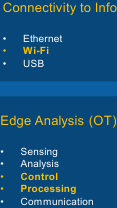 Connectivity to Info
• Ethernet
• Wi-Fi
• USB
Edge Analysis (OT)
• Sensing
• Analysis
• Control
• Processing
• Communication